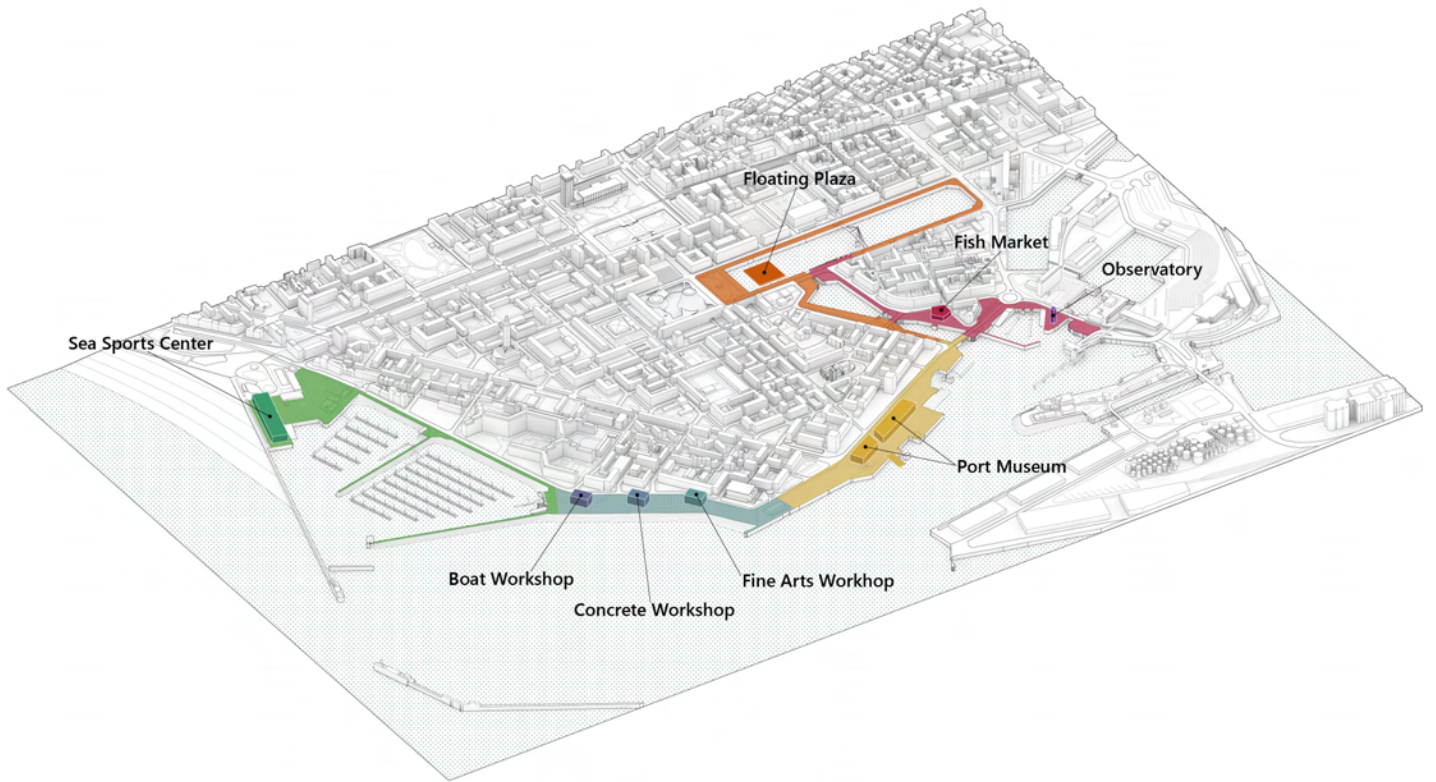 Floating Plaza
Fish Market
Observatory
Sea Sports Center
Port Museum
Boat Workshop
Fine Arts Workhop
Concrete Workshop